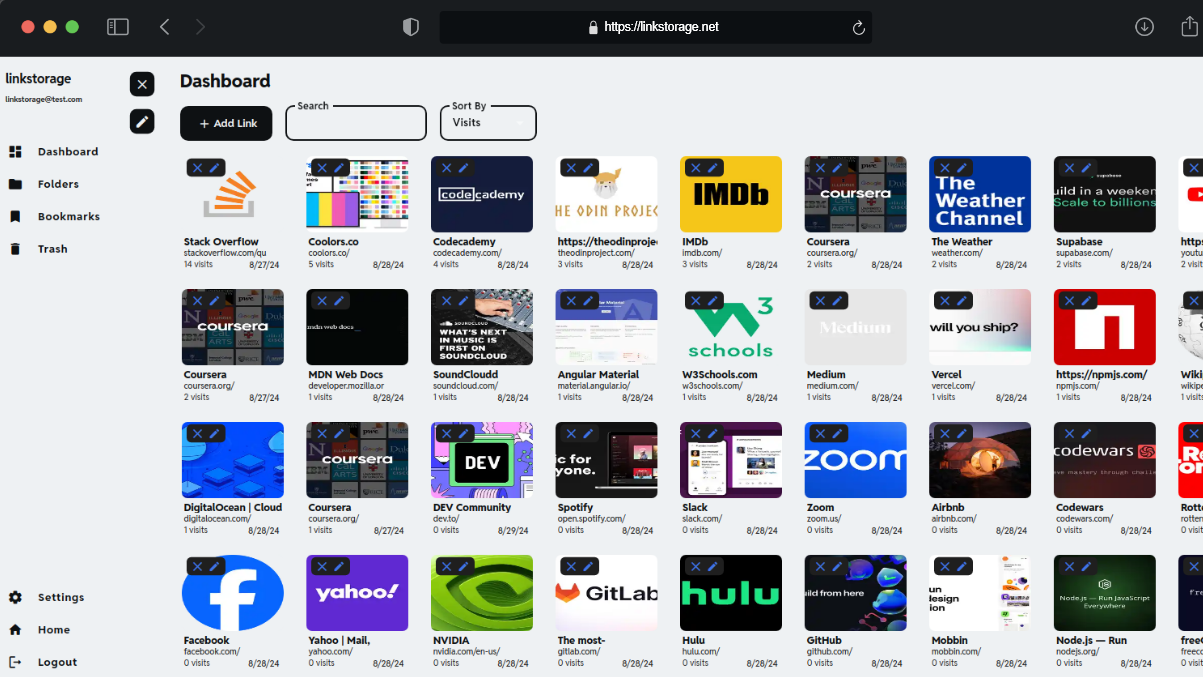 https://linkstorage.net
linkstorage
linkstorage@test.com
Dashboard
Folders
Bookmarks
Trash
Settings
Home
Logout
Dashboard
+ Add Link
Search
Sort By
Visits
Stack Overflow
stackoverflow.com/qu
14 visits 8/27/24
Coolors.co
coolors.co/
5 visits 8/28/24
codecademy
Codecademy
codecademy.com/
4 visits 8/28/24
HE ODIN PROJEC
https://theodinproje
theodinproject.com/
3 visits 8/28/24
IMDb
IMDb
imdb.com/
3 visits 8/28/24
coursera
Coursera
coursera.org/
2 visits 8/28/24
The
Weather
Channel
The Weather
weather.com/
2 visits 8/28/24
supabase
uild in a weeken
Scale to billions
Supabase
supabase.com/
2 visits 8/28/24
https
youtu
2 visi
coursera
Coursera
coursera.org/
2 visits 8/27/24
mdn web docs _
MDN Web Docs
developer.mozilla.or
1 visits 8/28/24
SOUNDCLOUD
WHAT'S NEXT
IN MUSIC IS
FIRST ON
SOUNDCLOUD
SoundCloudd
soundcloud.com/
1 visits 8/28/24
Angular Material
material.angular.io/
1 visits 8/28/24
W 3
schools
W3Schools.com
w3schools.com/
1 visits 8/28/24
Medium
Medium
medium.com/
1 visits 8/28/24
will you ship?
Vercel
vercel.com/
1 visits 8/28/24
n
https://npmjs.com/
npmjs.com/
1 visits 8/28/24
Wikip
wikipe
1 visits
DigitalOcean | Cloud
digitalocean.com/
1 visits 8/28/24
coursera
Coursera
coursera.org/
1 visits 8/27/24
DEV
DEV Community
dev.to/
0 visits 8/29/24
ic for
yone.
Spotify
open.spotify.com/
0 visits 8/28/24
Slack
slack.com/
0 visits 8/28/24
zoom
Zoom
zoom.us/
0 visits 8/28/24
Airbnb
airbnb.com/
0 visits 8/28/24
codewars
eve mastery through challe
Codewars
codewars.com/
0 visits 8/28/24
Ro
on
Rotte
rotten
0 visit
f
Facebook
facebook.com/
0 visits 8/28/24
yahoo!
Yahoo | Mail,
yahoo.com/
0 visits 8/28/24
NVIDIA
nvidia.com/en-us/
0 visits 8/28/24
GitLab
The most-
gitlab.com/
0 visits 8/28/24
hulu
Hulu
hulu.com/
0 visits 8/28/24
uild from here
GitHub
github.com/
0 visits 8/28/24
un
design
ion
Mobbin
mobbin.com/
0 visits 8/28/24
Node.js — Run JavaScript
Everywhere
Node.js — Run
nodejs.org/
0 visits 8/28/24
fre
freeC
freeco
0 visit